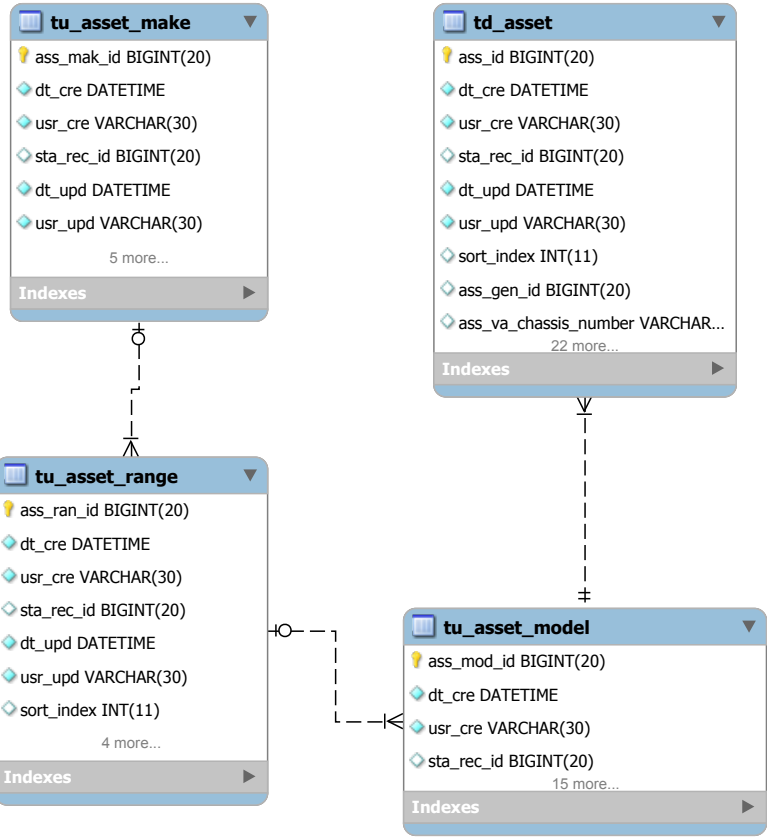 tu_asset_make
ass_mak_id BIGINT(20)
dt_cre DATETIME
usr_cre VARCHAR(30)
sta_rec_id BIGINT(20)
dt_upd DATETIME
usr_upd VARCHAR(30)
5 more...
Indexes
td_asset
ass_id BIGINT(20)
dt_cre DATETIME
usr_cre VARCHAR(30)
sta_rec_id BIGINT(20)
dt_upd DATETIME
usr_upd VARCHAR(30)
sort_index INT(11)
ass_gen_id BIGINT(20)
ass_va_chassis_number VARCHAR...
22 more...
Indexes
tu_asset_range
ass_ran_id BIGINT(20)
dt_cre DATETIME
usr_cre VARCHAR(30)
sta_rec_id BIGINT(20)
dt_upd DATETIME
usr_upd VARCHAR(30)
sort_index INT(11)
4 more...
Indexes
tu_asset_model
ass_mod_id BIGINT(20)
dt_cre DATETIME
usr_cre VARCHAR(30)
sta_rec_id BIGINT(20)
15 more...
Indexes